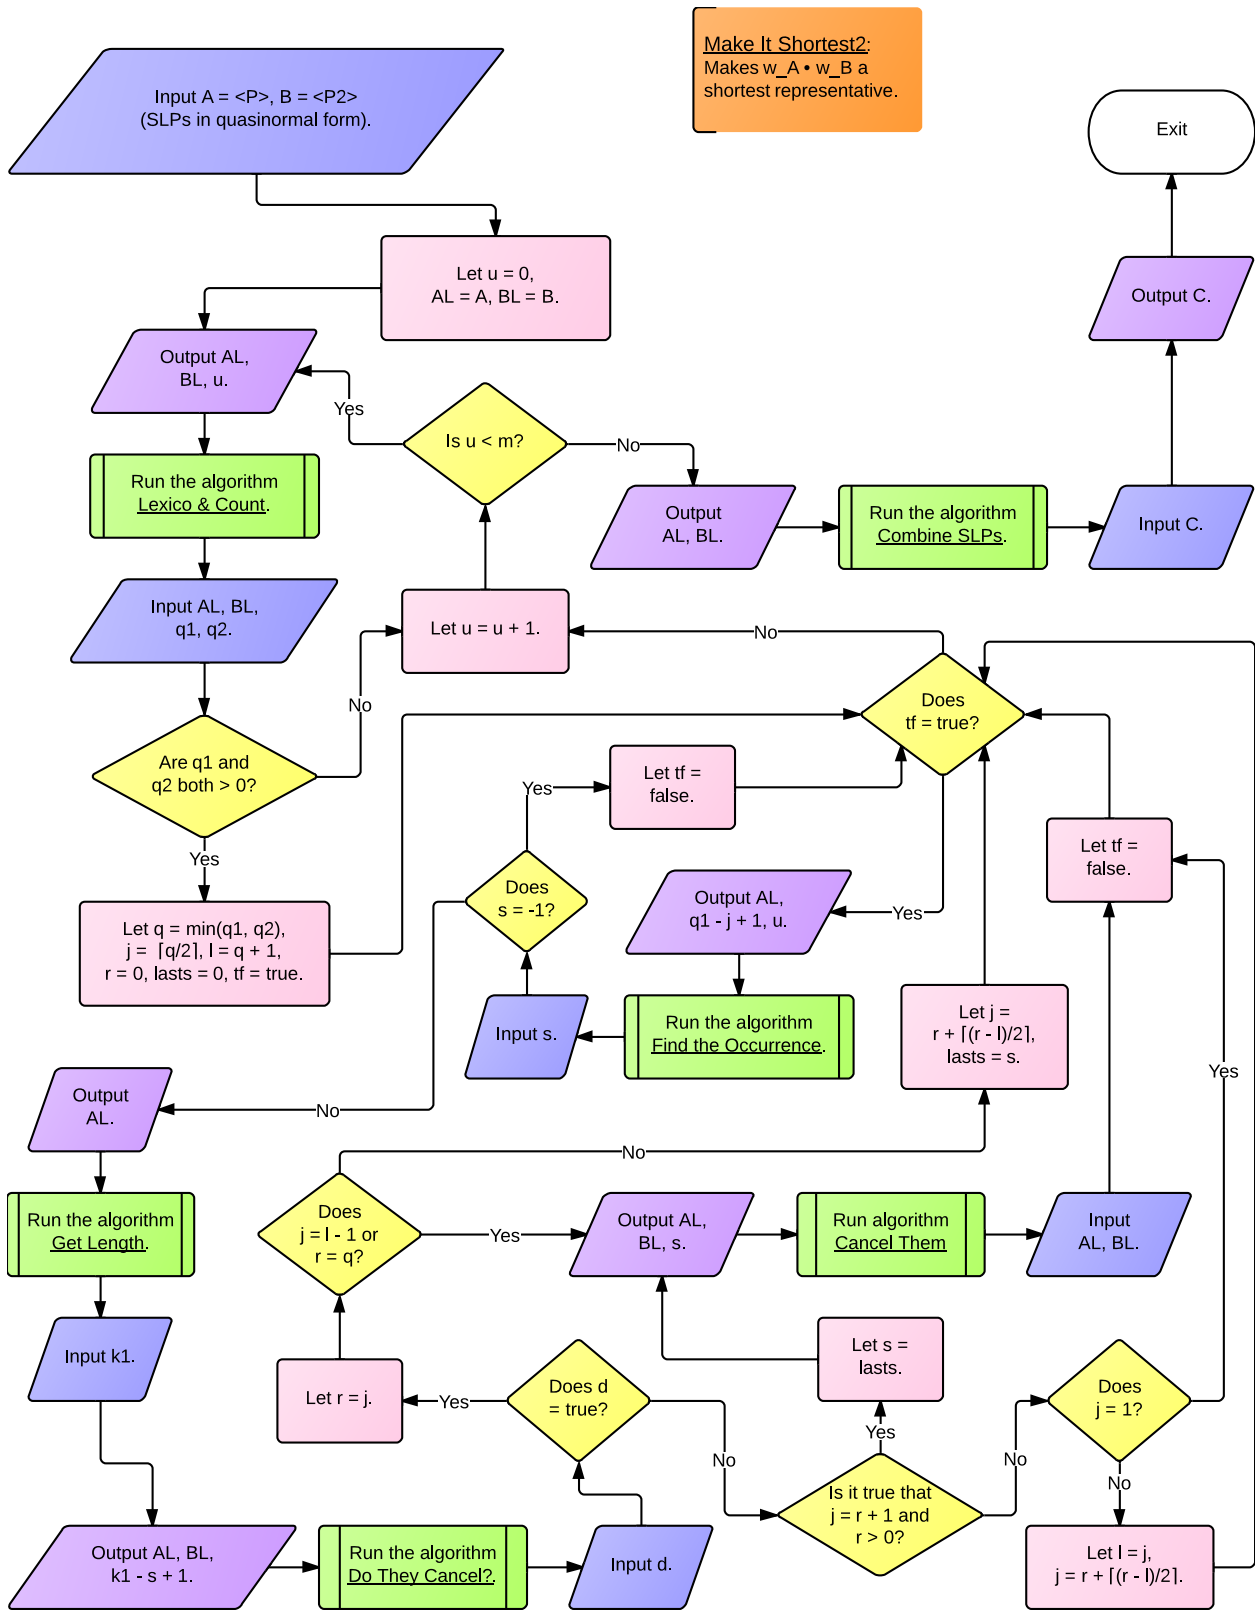 Make It Shortest2:
Makes w_A • w_B a
shortest representative.
Input A = <P>, B = <P2>
(SLPs in quasinormal form).
Exit
Let u = 0,
AL = A, BL = B.
Output C.
Output AL,
BL, u.
Yes
Is u < m?
No
Run the algorithm
Lexico & Count.
Output
AL, BL.
Run the algorithm
Combine SLPs.
Input C.
Input AL, BL,
q1, q2.
Let u = u + 1.
No
No
Does
tf = true?
Are q1 and
q2 both > 0?
Yes
Let tf =
false.
Yes
Let tf =
false.
Yes
Let q = min(q1, q2),
j = ⌈q/2⌉, l = q + 1,
r = 0, lasts = 0, tf = true.
Does
s = -1?
Output AL,
q1 - j + 1, u.
Yes
Input s.
Run the algorithm
Find the Occurrence.
Let j =
r + ⌈(r - l)/2⌉,
lasts = s.
Yes
Output
AL.
No
No
Run the algorithm
Get Length.
Does
j = l - 1 or
r = q?
Yes
Output AL,
BL, s.
Run algorithm
Cancel Them
Input
AL, BL.
Input k1.
Let r = j.
Yes
Does d
= true?
Let s =
lasts.
Does
j = 1?
Yes
No
No
No
Is it true that
j = r + 1 and
r > 0?
Output AL, BL,
k1 - s + 1.
Run the algorithm
Do They Cancel?.
Input d.
Let l = j,
j = r + ⌈(r - l)/2⌉.